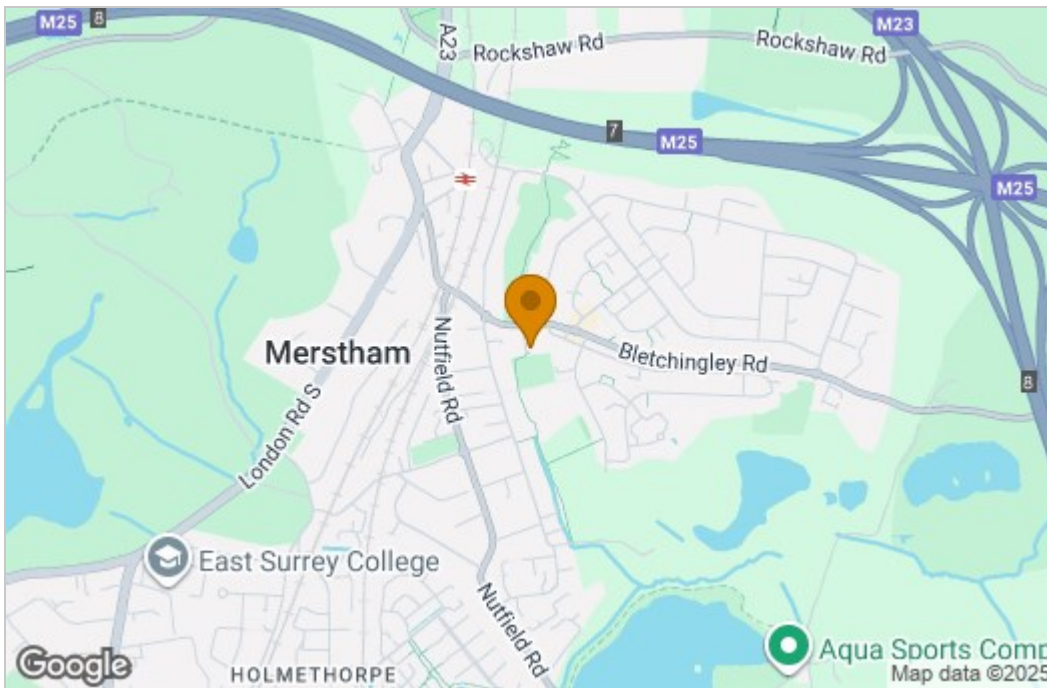 M25
8
A23
Rockshaw Rd
Rockshaw Rd
M23
7
M25
M25
Merstham
Nutfield Rd
Bletchingley Rd
8
London Rd S
East Surrey College
Nutfield Rd
Aqua Sports Comp
Google
HOLMETHORPE
Map data ©2025